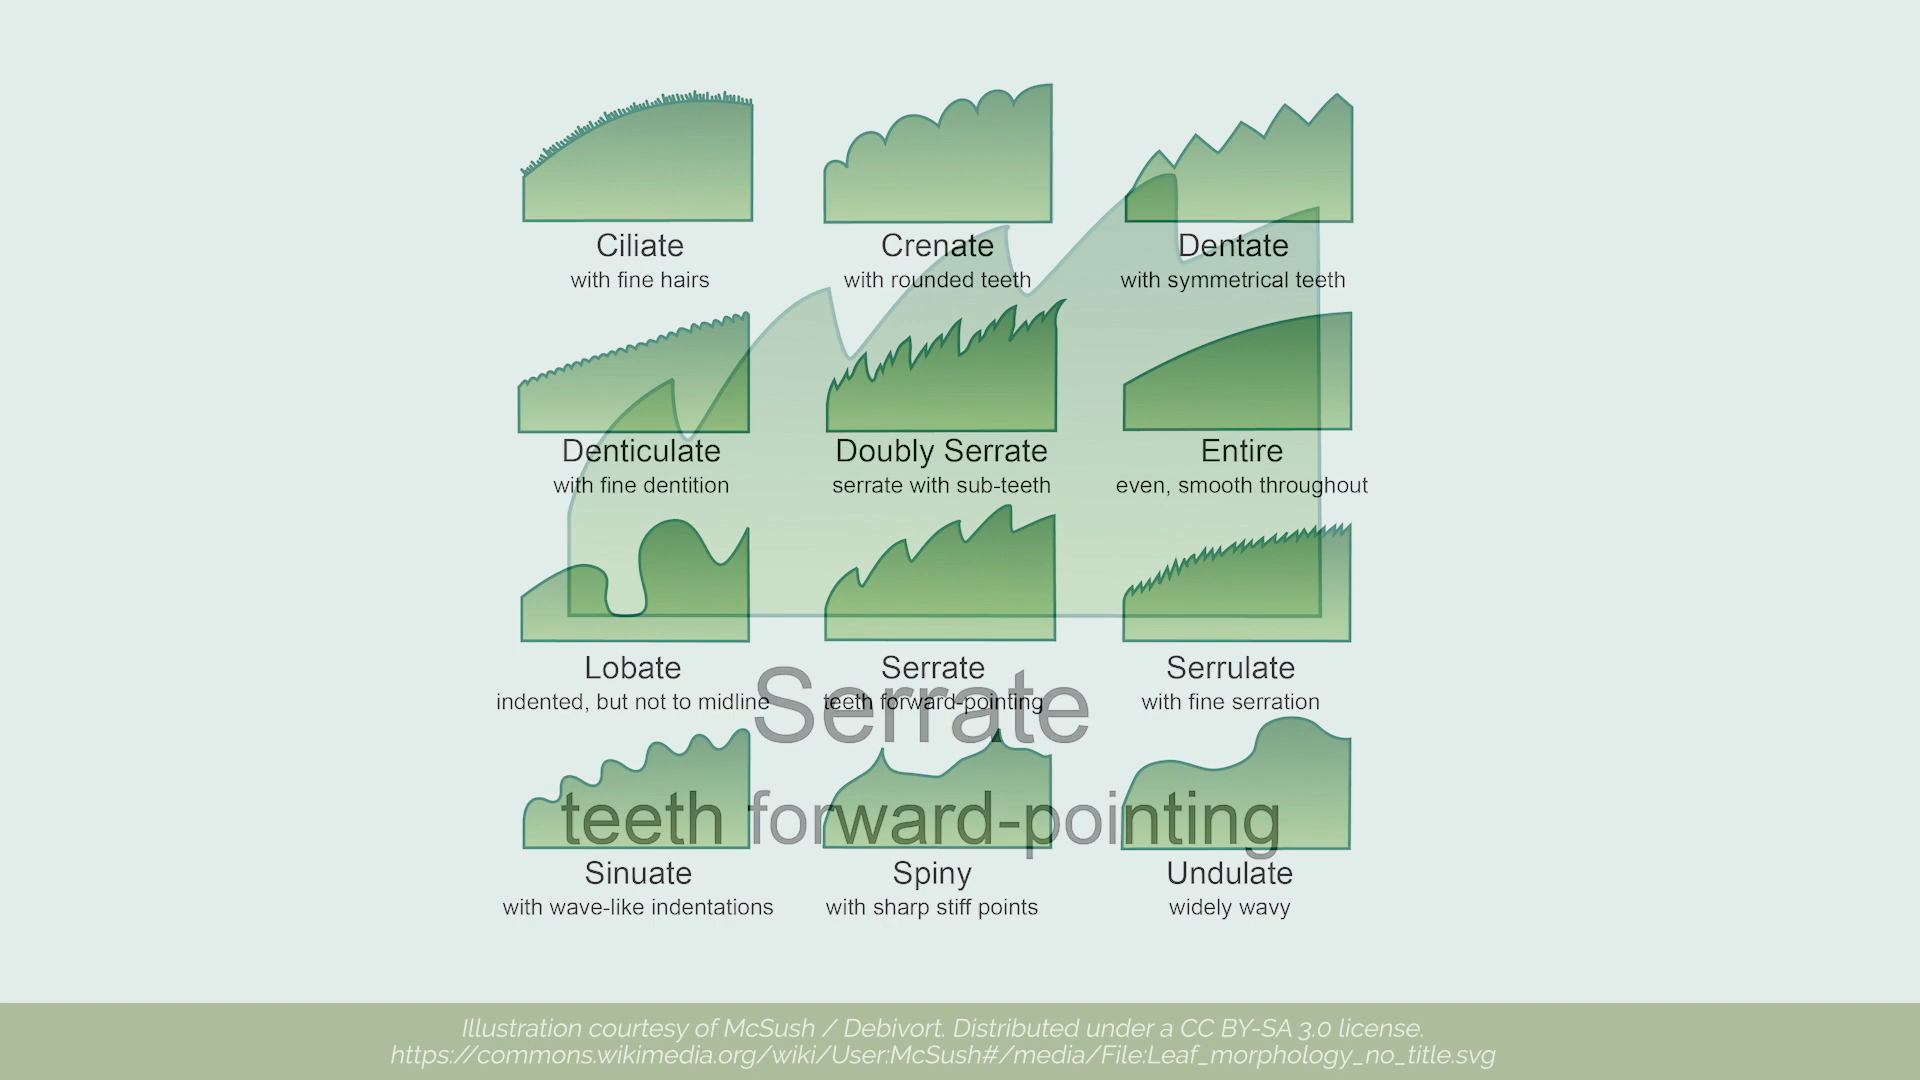 Ciliate
with fine hairs
Crenate
with rounded teeth
Dentate
with symmetrical teeth
Denticulate
with fine dentition
Doubly Serrate
serrate with sub-teeth
Entire
even, smooth throughout
Lobate
indented, but not to midline
Serrate
teeth forward-pointing
Serrulate
with fine serration
Serrate
teeth forward-pointing
Sinuate
with wave-like indentations
Spiny
with sharp stiff points
Undulate
widely wavy
Illustration courtesy of McSush / Debivort. Distributed under a CC BY-SA 3.0 license.
https://commons.wikimedia.org/wiki/User:McSush#/media/File:Leaf_morphology_no_title.svg